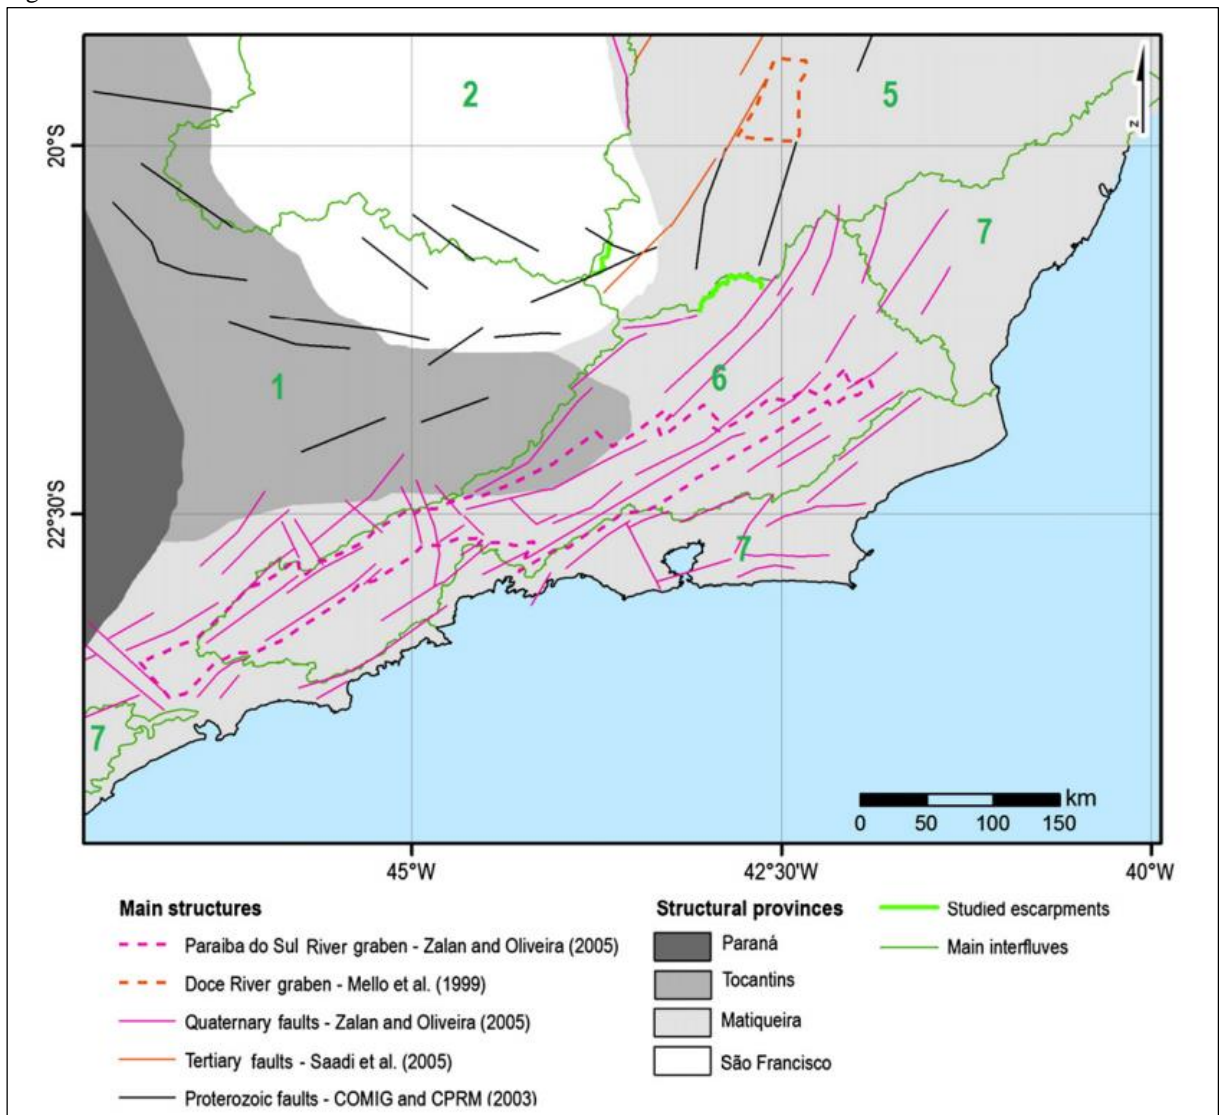 2
5
z
20°S
7
1
6
22°30'S
7
7
km
0 50 100 150
45°W 42°30'W 40°W
Main structures
Paraiba do Sul River graben - Zalan and Oliveira (2005)
Doce River graben - Mello et al. (1999)
Quaternary faults - Zalan and Oliveira (2005)
Tertiary faults - Saadi et al. (2005)
Proterozoic faults - COMIG and CPRM (2003)
Structural provinces
Paraná
Tocantins
Matiqueira
São Francisco
Studied escarpments
Main interfluves